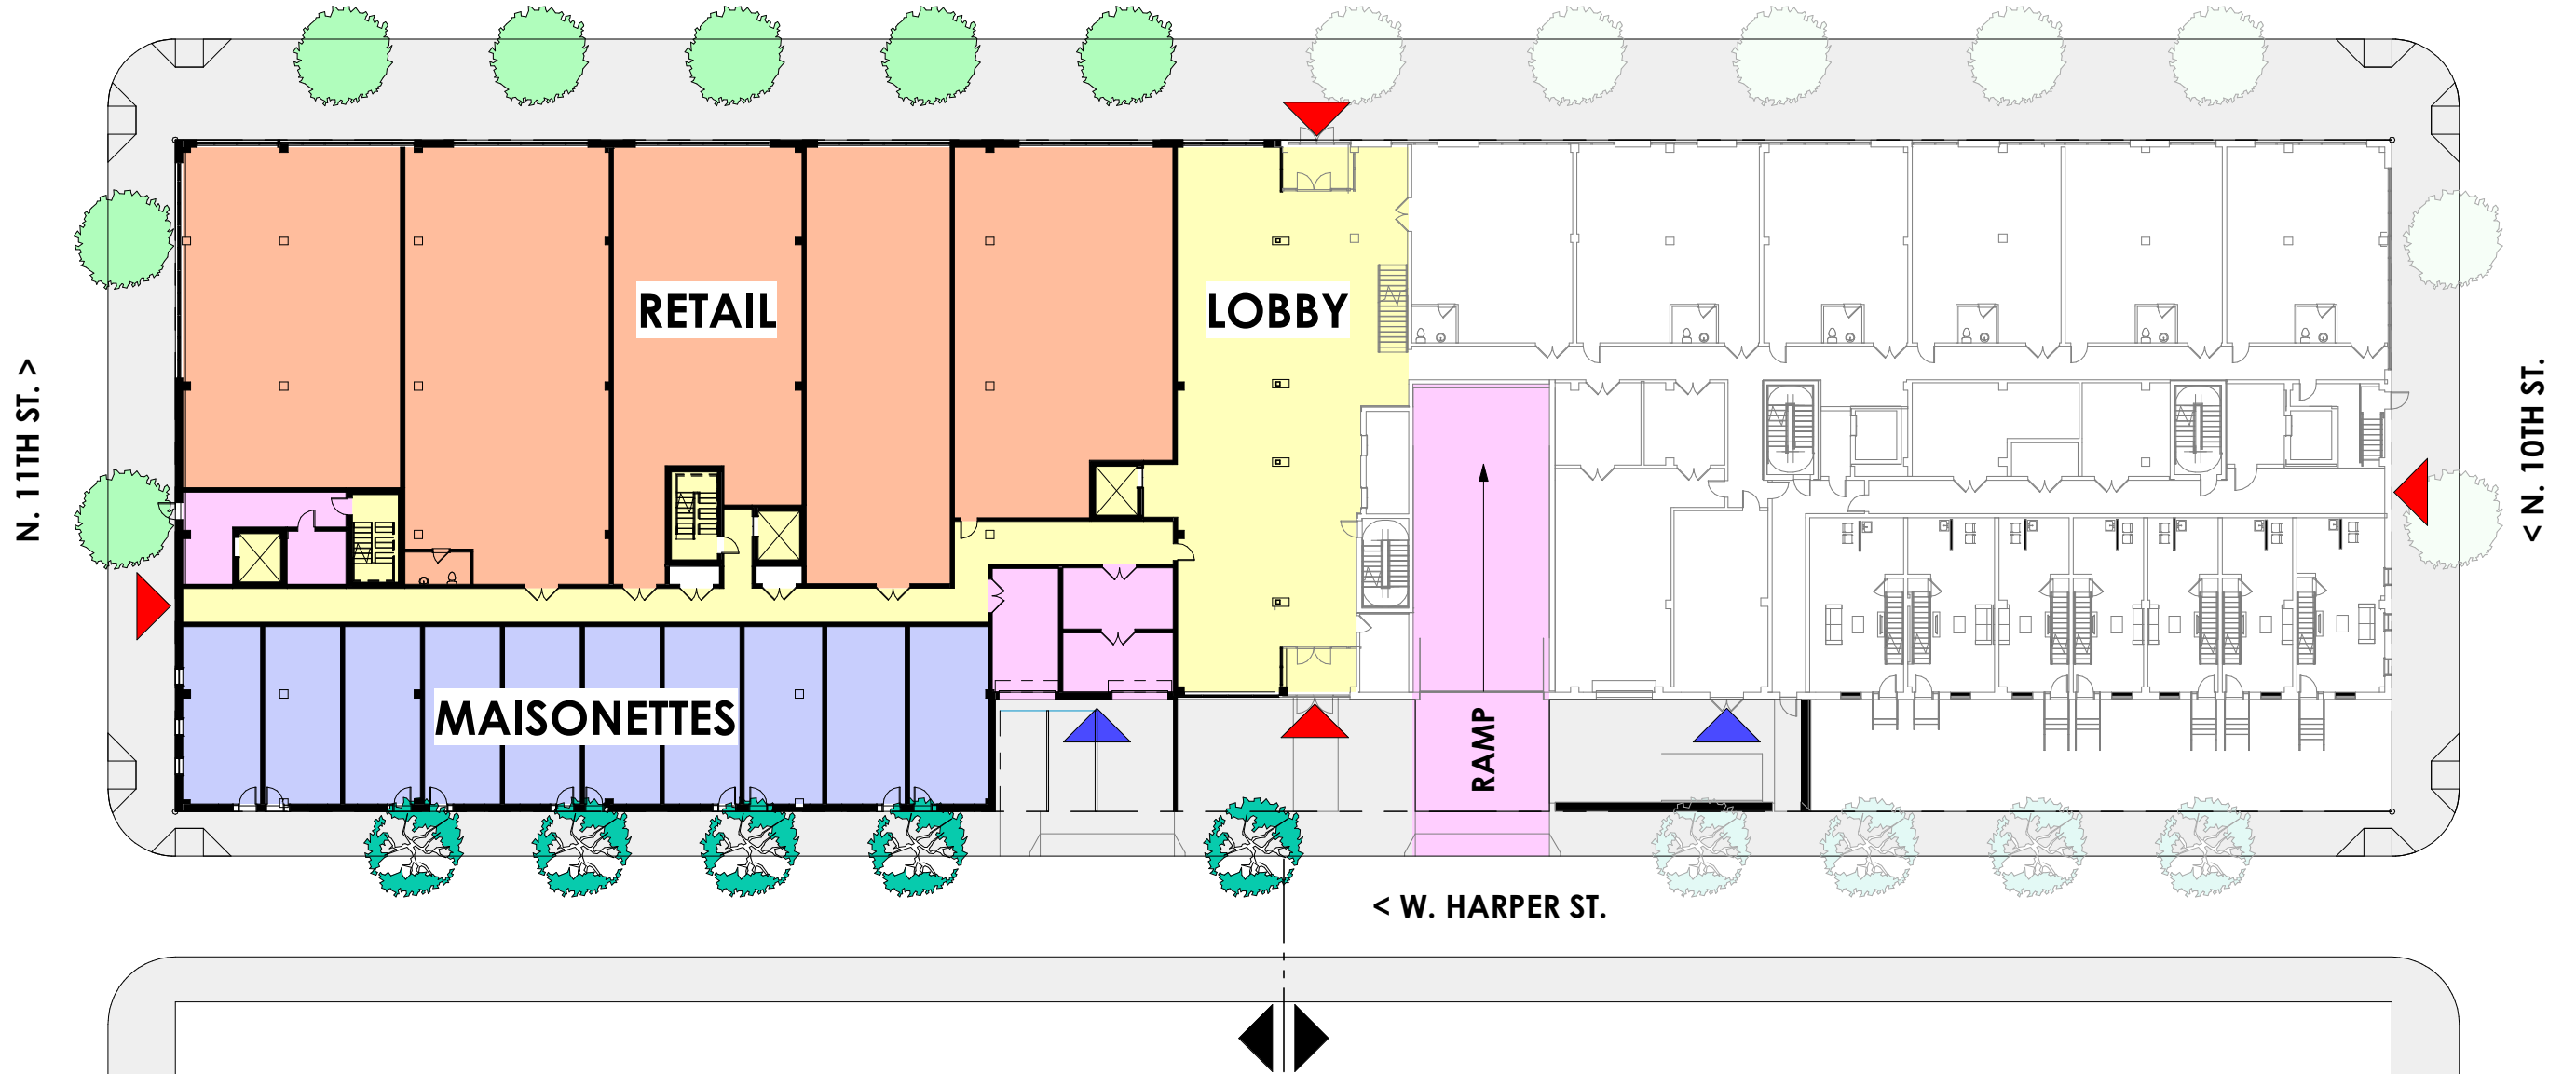 RETAIL
LOBBY
N. 11TH ST. >
< N. 10TH ST.
MAISONETTES
RAMP
< W. HARPER ST.